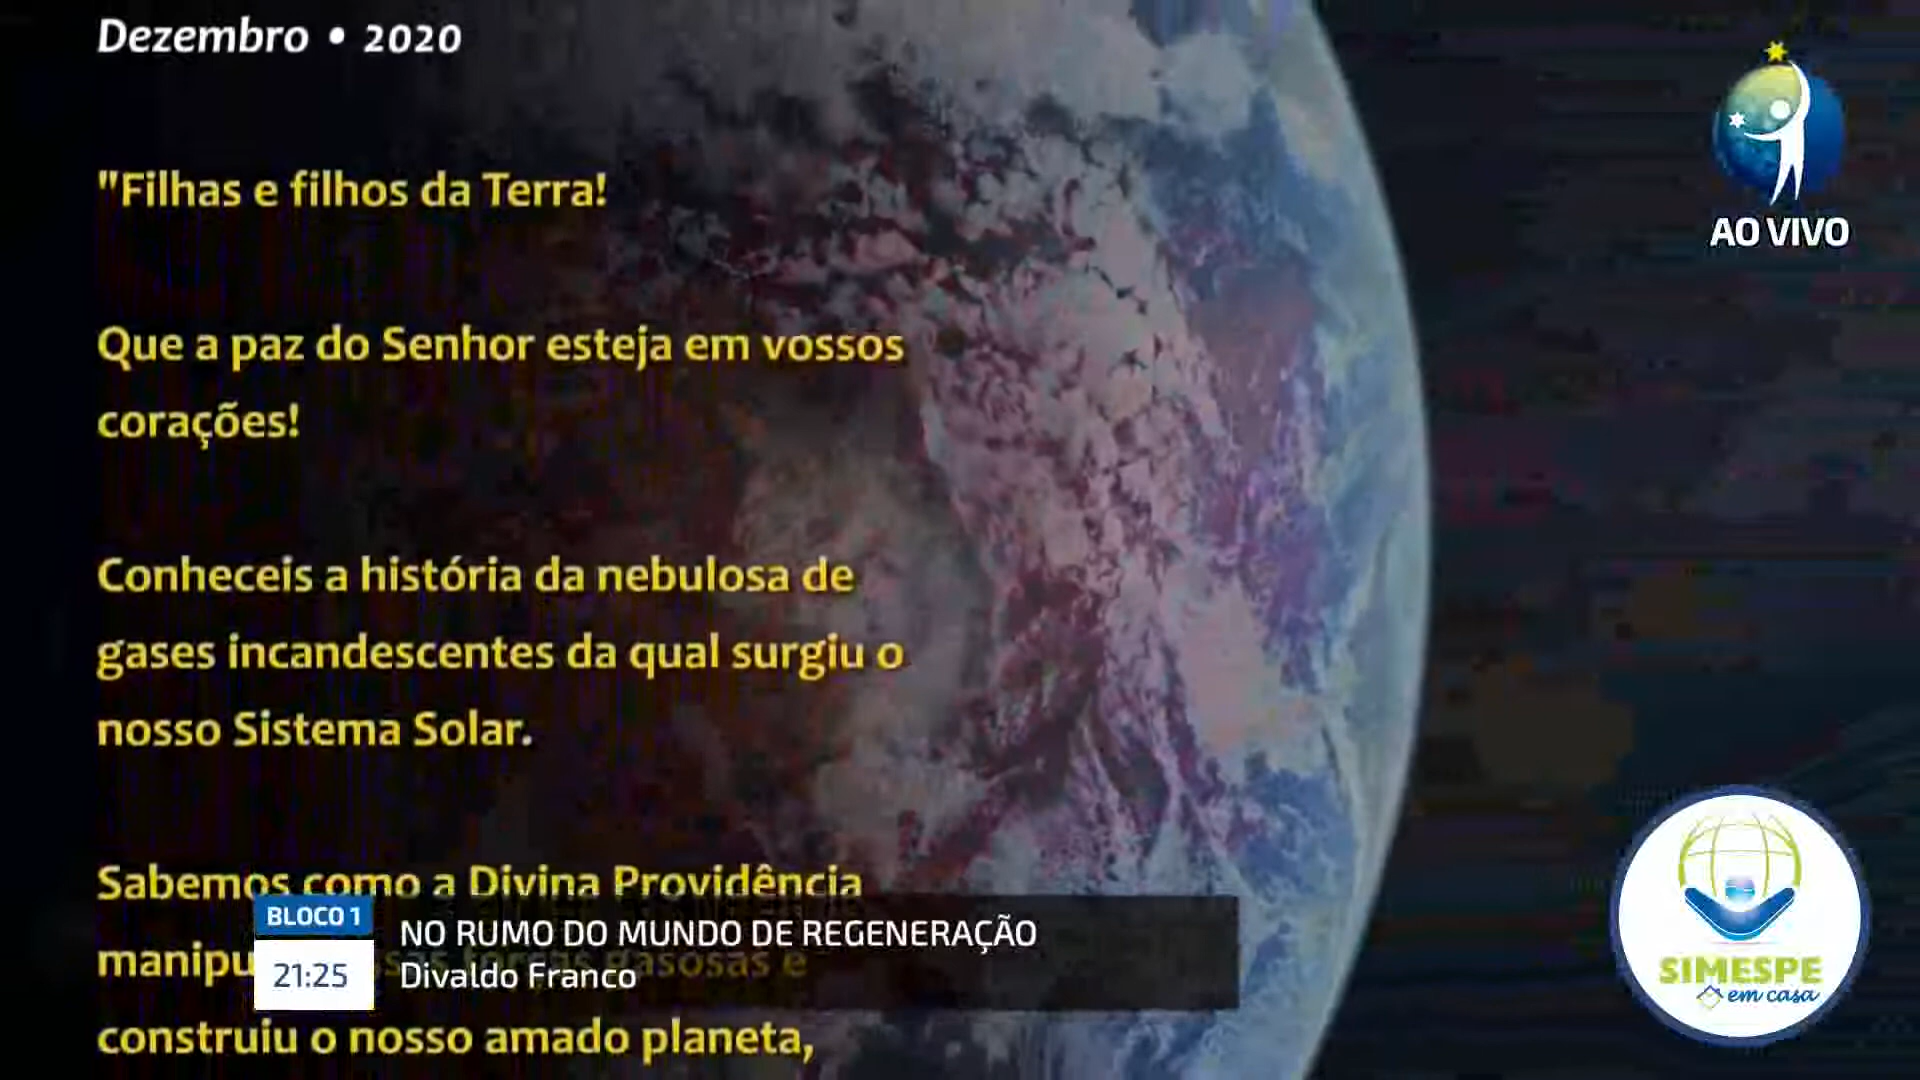 Dezembro • 2020
"Filhas e filhos da Terra!
Que a paz do Senhor esteja em vossos
corações!
Conheceis a história da nebulosa de
gases incandescentes da qual surgiu o
nosso Sistema Solar.
Sabemos como a Divina Providência
gasosas e
construiu o nosso amado planeta,
BLOCO 1
21:25
NO RUMO DO MUNDO DE REGENERAÇÃO
Divaldo Franco
AO VIVO
SIMESPE
em casa